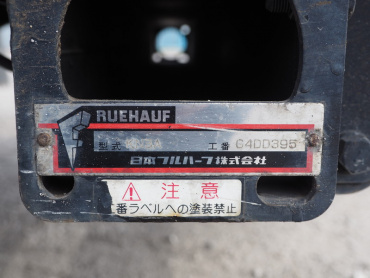 RUEHAUF
型式 工番 G4DD395
日本フルハーフ株式会社
⚠ 注 意
番ラベルへの塗装禁止